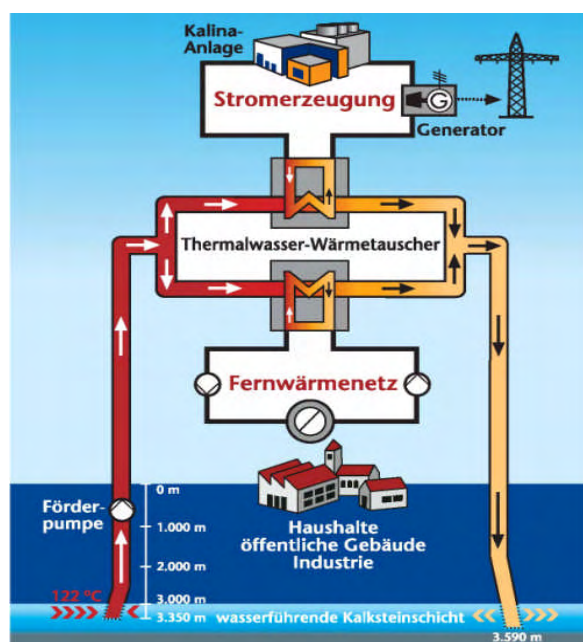 Kalina-
Anlage
Stromerzeugung
G
Generator
Thermalwasser-Wärmetauscher
Fernwärmenetz
0 m
Förder-
pumpe
1.000 m
2.000 m
3.000 m
3.350 m
122 °C
Haushalte
öffentliche Gebäude
Industrie
wasserführende Kalksteinschicht
3.590 m